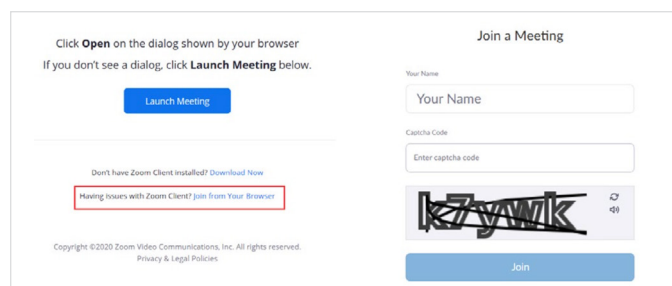 Click Open on the dialog shown by your browser
If you don't see a dialog, click Launch Meeting below.
Launch Meeting
Don't have Zoom Client installed? Download Now
Having issues with Zoom Client? Join from Your Browser
Copyright ©2020 Zoom Video Communications, Inc. All rights reserved.
Privacy & Legal Policies
Join a Meeting
Your Name
Your Name
Captcha Code
Enter captcha code
k7ywk
Join